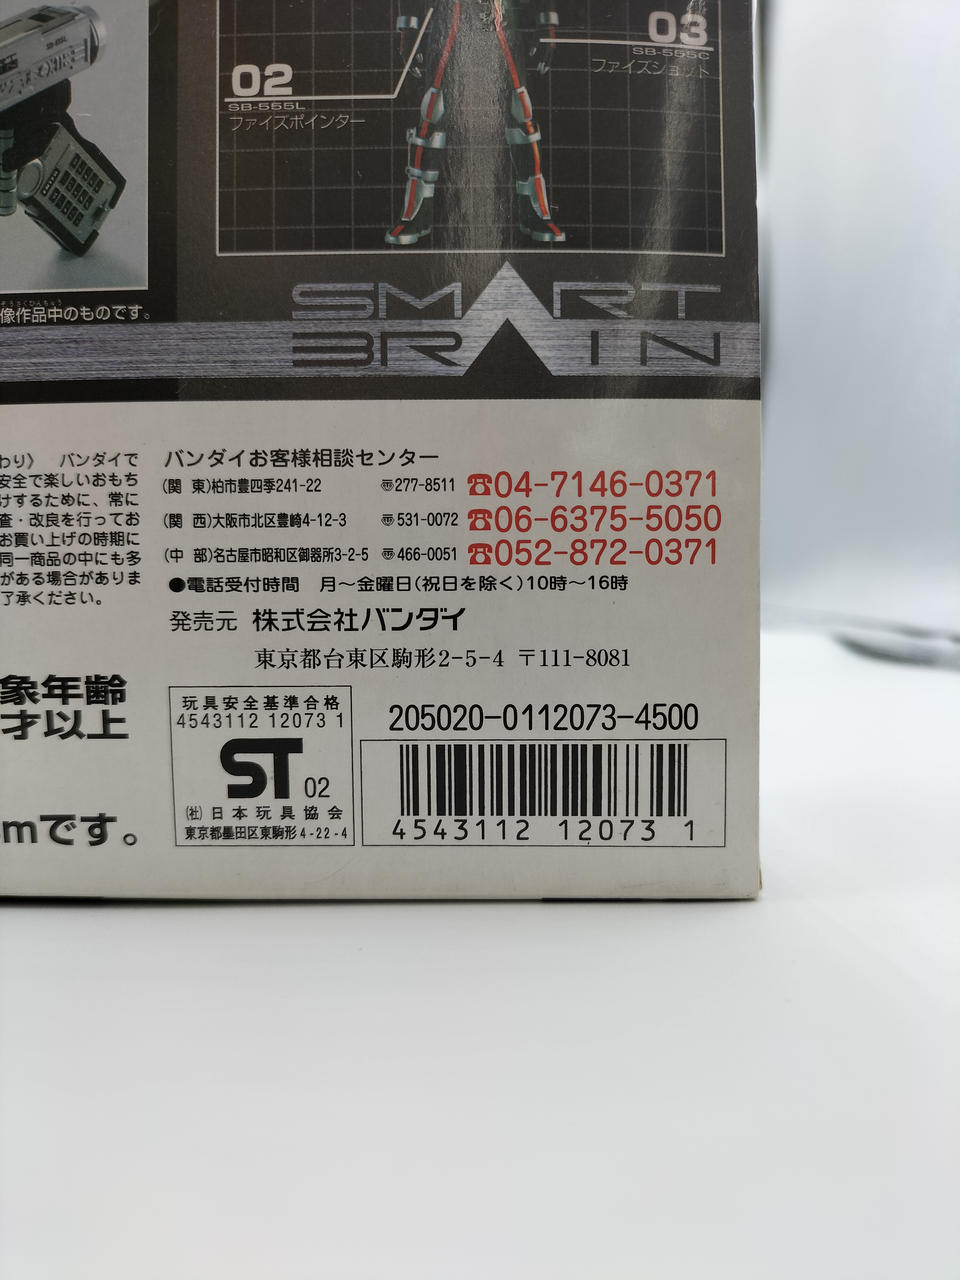 03
SB-555C
ファイズショット
02
SB-555L
ファイズポインター
像作品中のものです。
そうさくひんちゅう
SMART
BRAIN
わり〉 バンダイで
安全で楽しいおもち
けするために、常に
査・改良を行ってお
お買い上げの時期に
同一商品の中にも多
がある場合がありま
了承ください。
バンダイお客様相談センター
(関 東)柏市豊四季241-22 〠277-8511 ☎04-7146-0371
(関 西)大阪市北区豊崎4-12-3 〠531-0072 ☎06-6375-5050
(中 部)名古屋市昭和区御器所3-2-5 〠466-0051 ☎052-872-0371
●電話受付時間 月〜金曜日(祝日を除く)10時〜16時
発売元 株式会社バンダイ
東京都台東区駒形2-5-4 〒111-8081
象年齢
才以上
mです。
玩具安全基準合格
4543112 12073 1
ST 02
(社)日本玩具協会
東京都墨田区東駒形4-22-4
205020-0112073-4500
4543112 12073 1